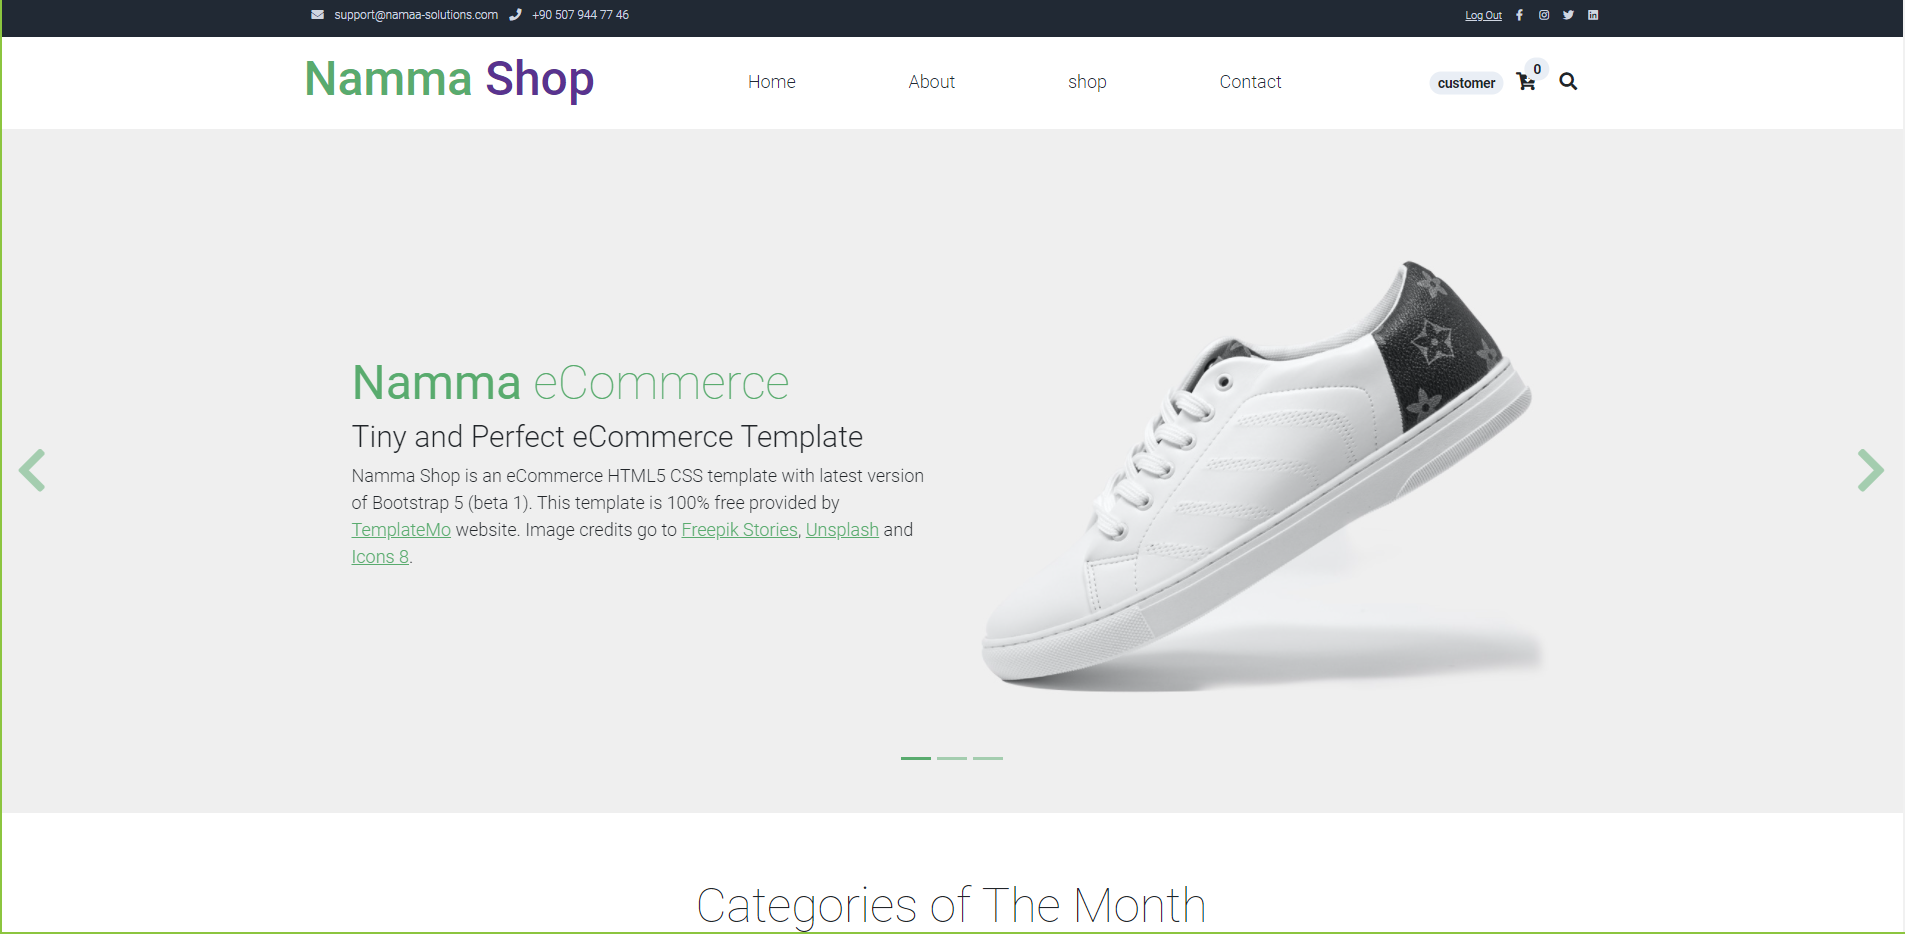 support@namaa-solutions.com +90 507 944 77 46 Log Out
Namma Shop Home About shop Contact customer 0
Namma eCommerce
Tiny and Perfect eCommerce Template
Namma Shop is an eCommerce HTML5 CSS template with latest version
of Bootstrap 5 (beta 1). This template is 100% free provided by
TemplateMo website. Image credits go to Freepik Stories, Unsplash and
Icons 8.
Categories of The Month